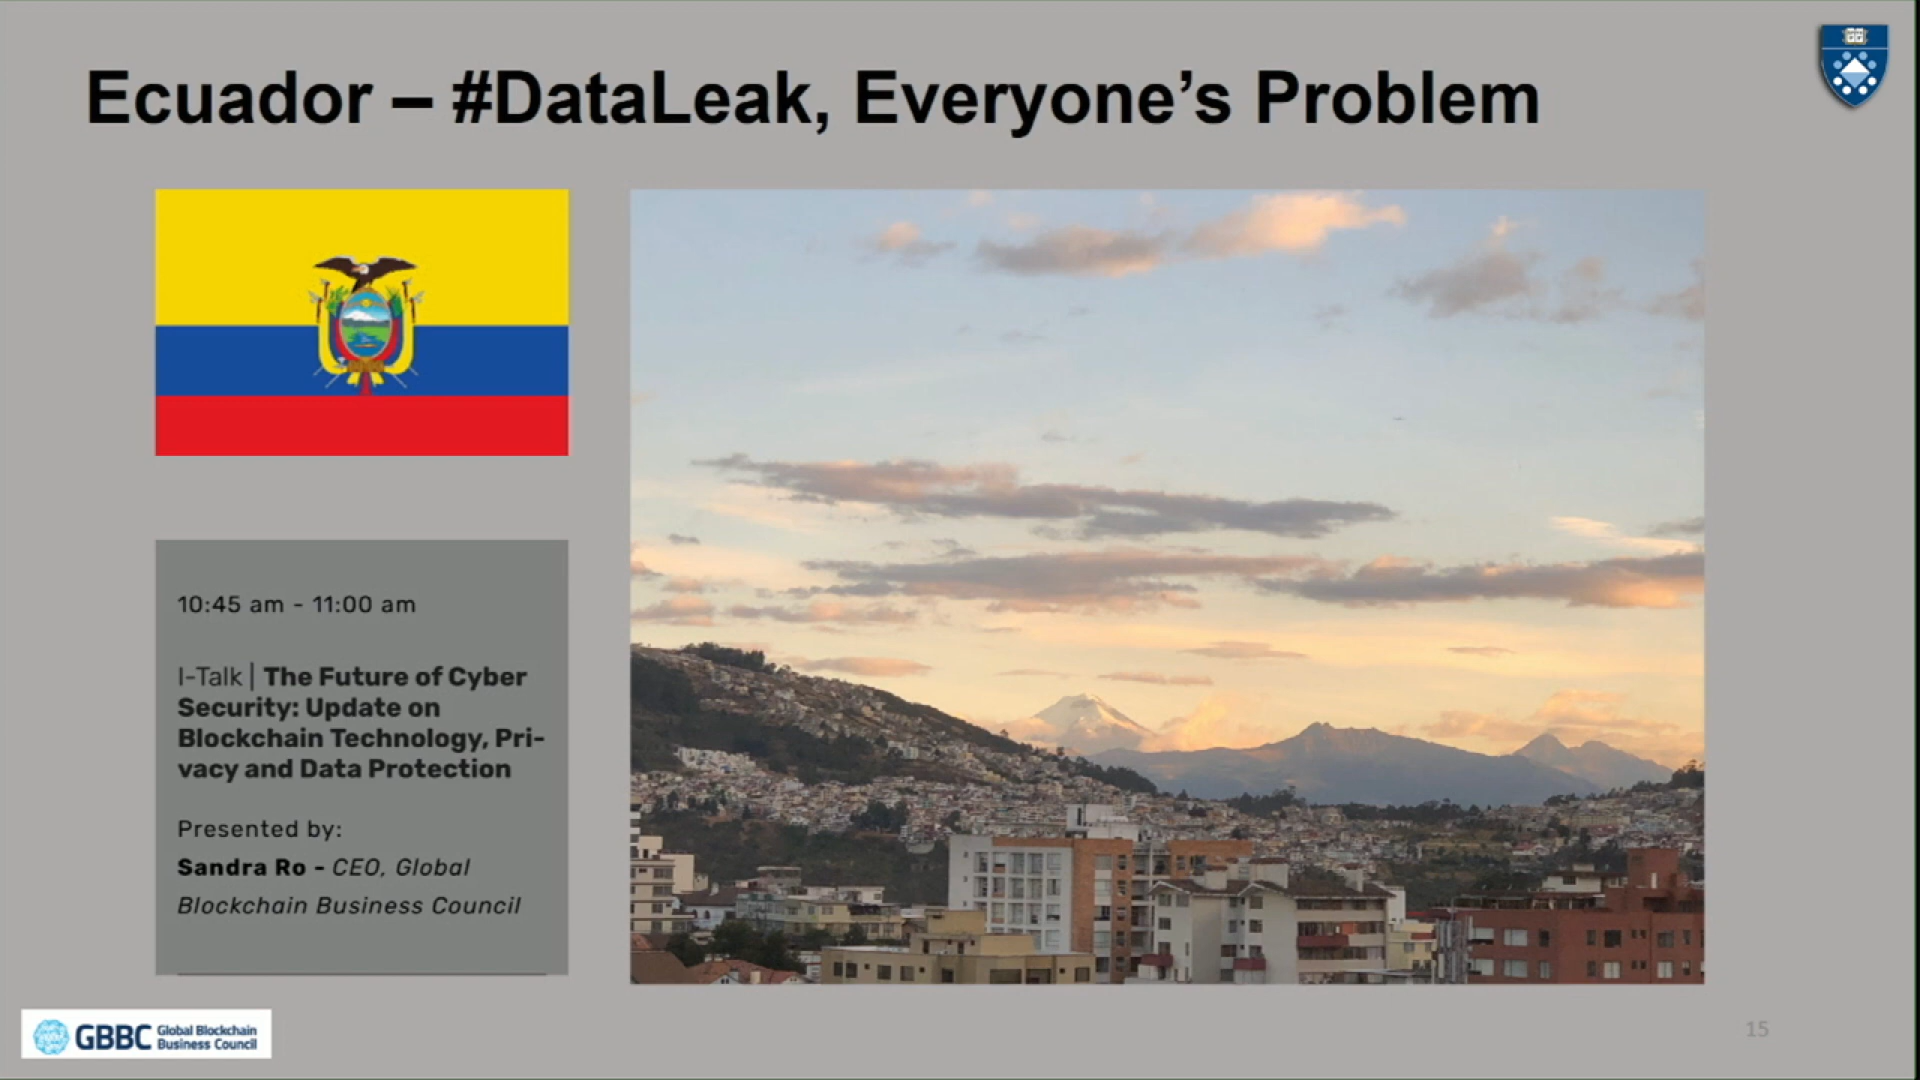 Ecuador – #DataLeak, Everyone’s Problem
10:45 am - 11:00 am
I-Talk | The Future of Cyber
Security: Update on
Blockchain Technology, Pri-
vacy and Data Protection
Presented by:
Sandra Ro - CEO, Global
Blockchain Business Council
GBBC Global Blockchain
Business Council
15